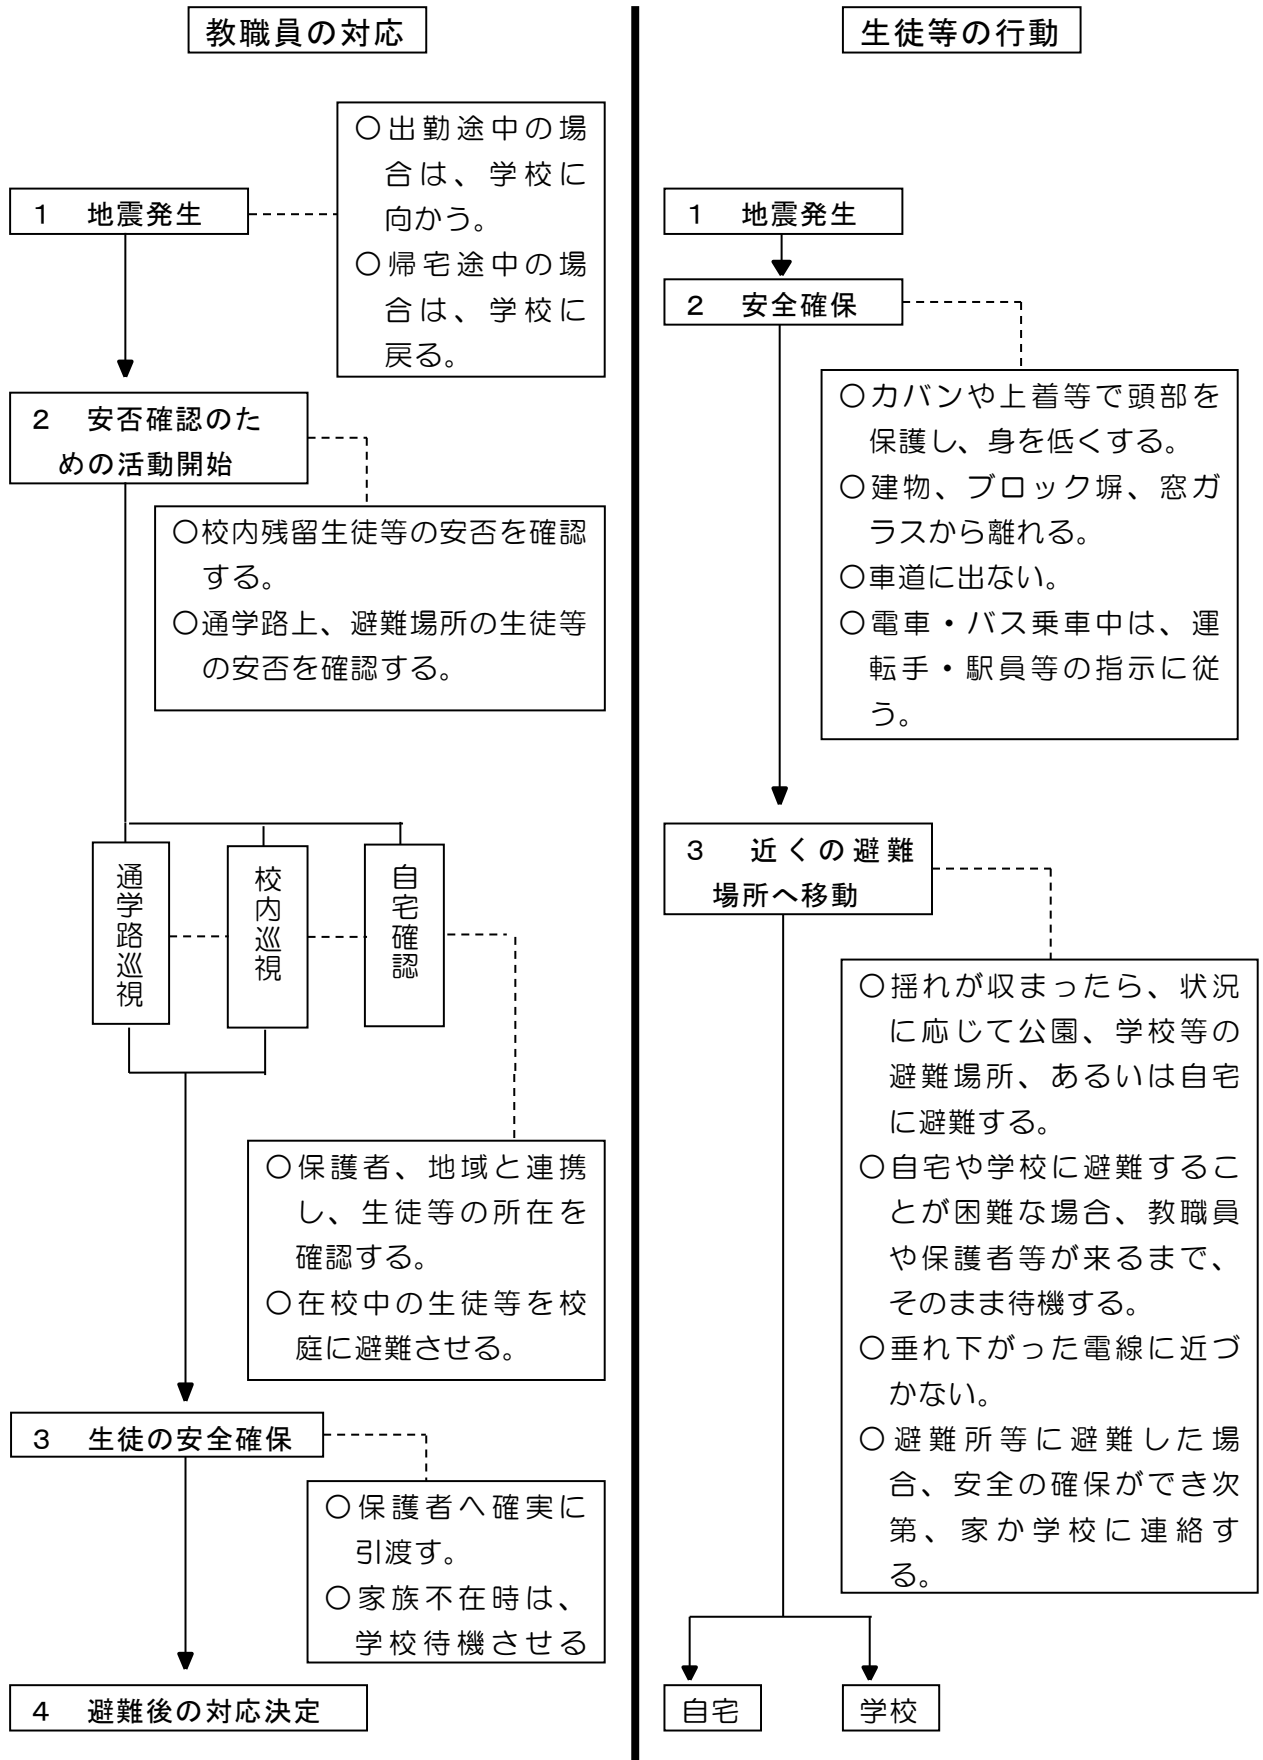 教職員の対応
○出勤途中の場
合は、学校に
向かう。
○帰宅途中の場
合は、学校に
戻る。
１　地震発生
２　安否確認のた
めの活動開始
○校内残留生徒等の安否を確認
する。
○通学路上、避難場所の生徒等
の安否を確認する。
通学路巡視
校内巡視
自宅確認
○保護者、地域と連携
し、生徒等の所在を
確認する。
○在校中の生徒等を校
庭に避難させる。
３　生徒の安全確保
○保護者へ確実に
引渡す。
○家族不在時は、
学校待機させる
４　避難後の対応決定
生徒等の行動
１　地震発生
２　安全確保
○カバンや上着等で頭部を
保護し、身を低くする。
○建物、ブロック塀、窓ガ
ラスから離れる。
○車道に出ない。
○電車・バス乗車中は、運
転手・駅員等の指示に従
う。
３　近くの避難
場所へ移動
○揺れが収まったら、状況
に応じて公園、学校等の
避難場所、あるいは自宅
に避難する。
○自宅や学校に避難するこ
とが困難な場合、教職員
や保護者等が来るまで、
そのまま待機する。
○垂れ下がった電線に近づ
かない。
○避難所等に避難した場
合、安全の確保ができ次
第、家か学校に連絡す
る。
自宅
学校